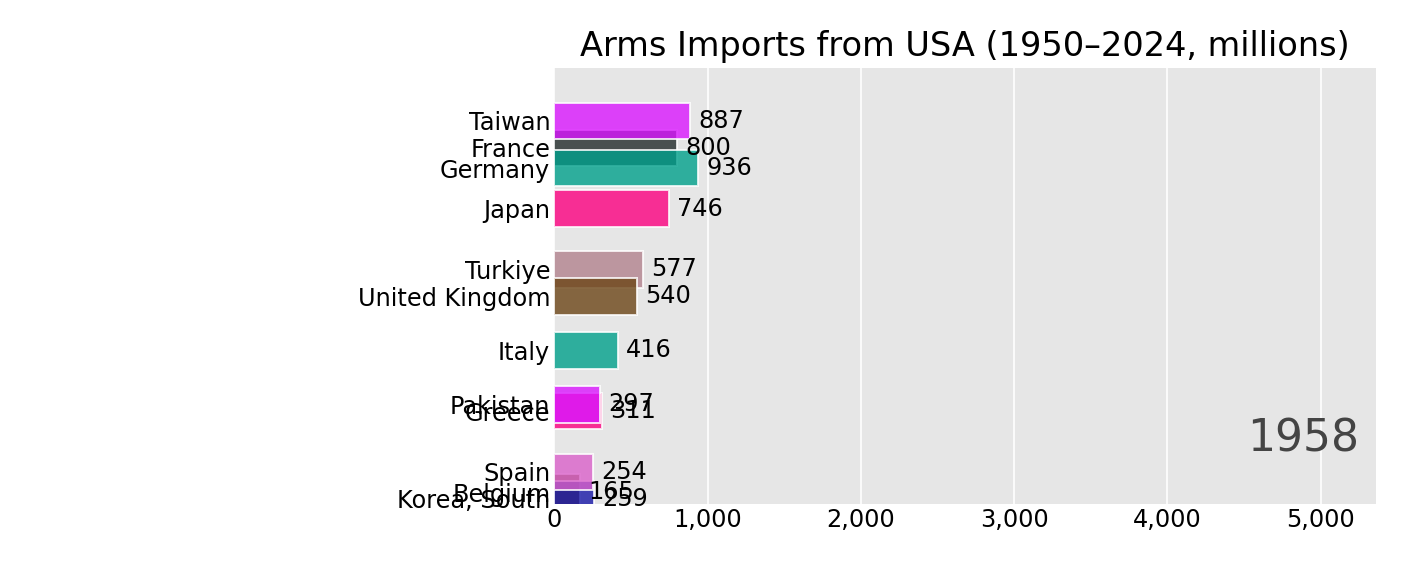 Arms Imports from USA (1950–2024, millions)
Taiwan 887
France 800
Germany 936
Japan 746
Turkiye 577
United Kingdom 540
Italy 416
Pakistan 297
Greece 311
Spain 254
Belgium 165
Korea, South 259
1958
0 1,000 2,000 3,000 4,000 5,000